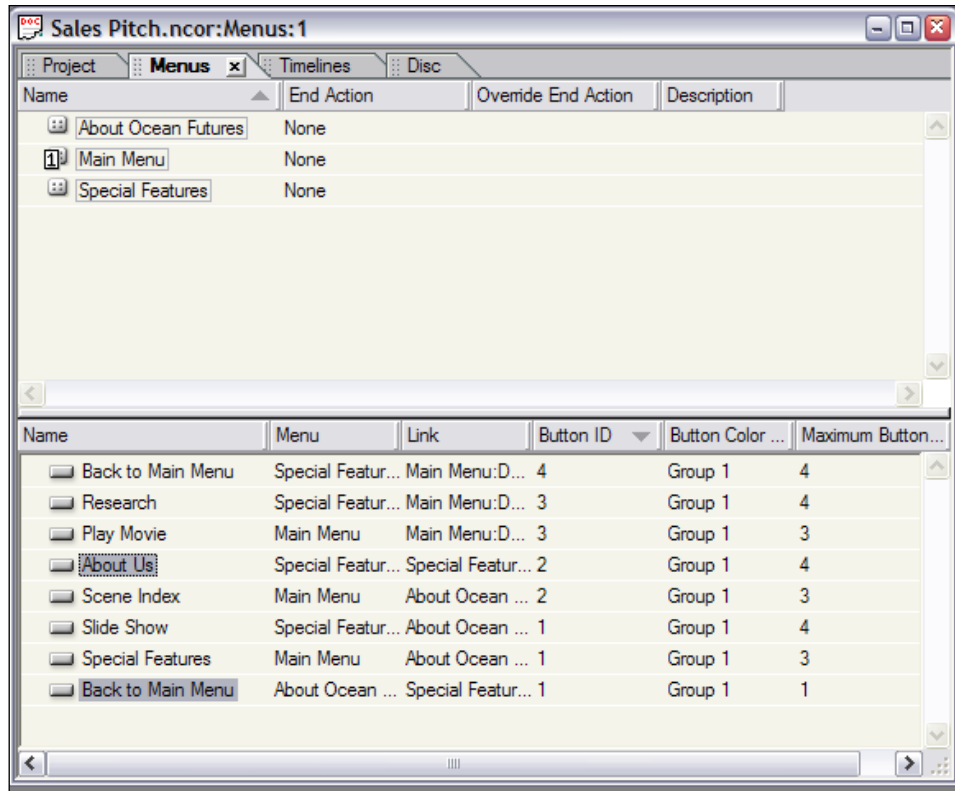 DOC Sales Pitch.ncor:Menus:1
Project Menus x Timelines Disc
Name End Action Override End Action Description
About Ocean Futures None
1 Main Menu None
Special Features None
Name Menu Link Button ID Button Color ... Maximum Button...
Back to Main Menu Special Featur... Main Menu:D... 4 Group 1 4
Research Special Featur... Main Menu:D... 3 Group 1 4
Play Movie Main Menu Main Menu:D... 3 Group 1 3
About Us Special Featur... Special Featur... 2 Group 1 4
Scene Index Main Menu About Ocean ... 2 Group 1 3
Slide Show Special Featur... About Ocean ... 1 Group 1 4
Special Features Main Menu About Ocean ... 1 Group 1 3
Back to Main Menu About Ocean ... Special Featur... 1 Group 1 1